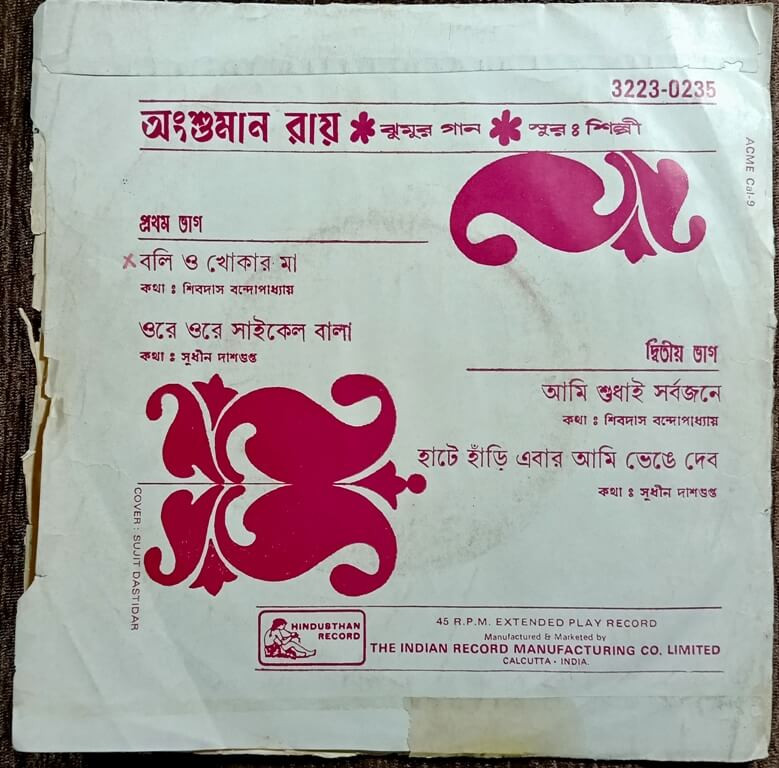 3223-0235
অংশুমান রায় * ঝুমুর গান * সুর : শিল্পী
ACME Cal-9
প্রথম ভাগ
x বলি ও খোকার মা
কথা : শিবদাস বন্দোপাধ্যায়
ওরে ওরে সাইকেল বালা
কথা : সুধীন দাশগুপ্ত
দ্বিতীয় ভাগ
আমি শুধাই সর্বজনে
কথা : শিবদাস বন্দোপাধ্যায়
হাটে হাঁড়ি এবার আমি ভেঙে দেব
কথা : সুধীন দাশগুপ্ত
COVER : SUJIT DASTIDAR
HINDUSTHAN
RECORD
45 R.P.M. EXTENDED PLAY RECORD
Manufactured & Marketed by
THE INDIAN RECORD MANUFACTURING CO. LIMITED
CALCUTTA · INDIA.